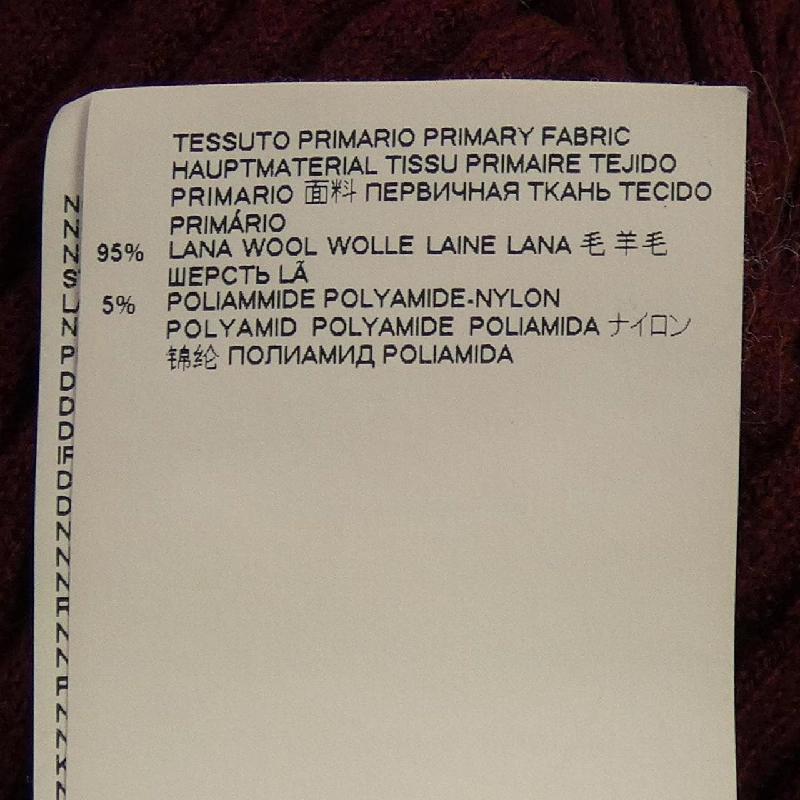 TESSUTO PRIMARIO PRIMARY FABRIC
HAUPTMATERIAL TISSU PRIMAIRE TEJIDO
PRIMARIO 面料 ПЕРВИЧНАЯ ТКАНЬ TECIDO
PRIMÁRIO
95% LANA WOOL WOLLE LAINE LANA 毛 羊毛
ШЕРСТЬ LÃ
5% POLIAMMIDE POLYAMIDE-NYLON
POLYAMID POLYAMIDE POLIAMIDA ナイロン
锦纶 ПОЛИАМИД POLIAMIDA